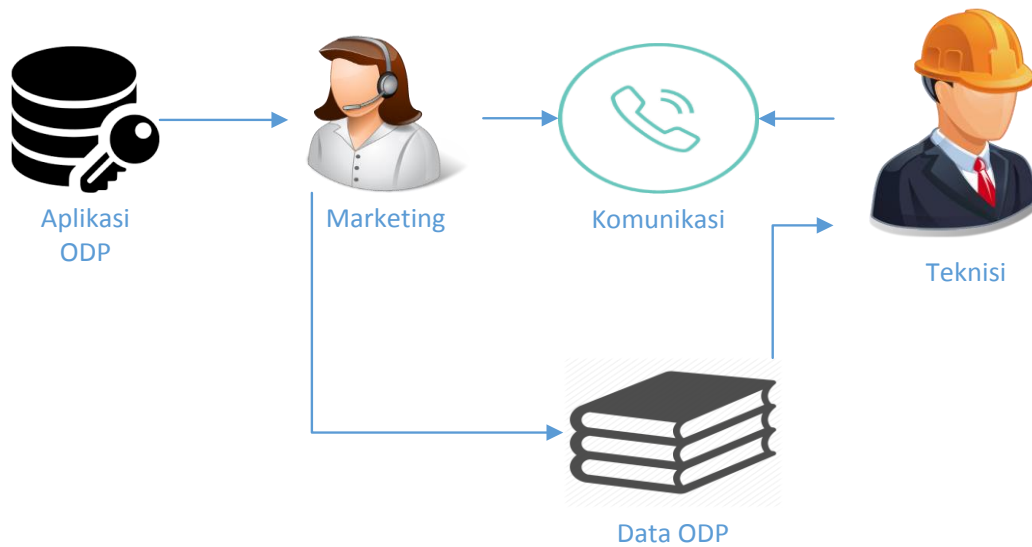 Aplikasi
ODP
Marketing
Komunikasi
Teknisi
Data ODP